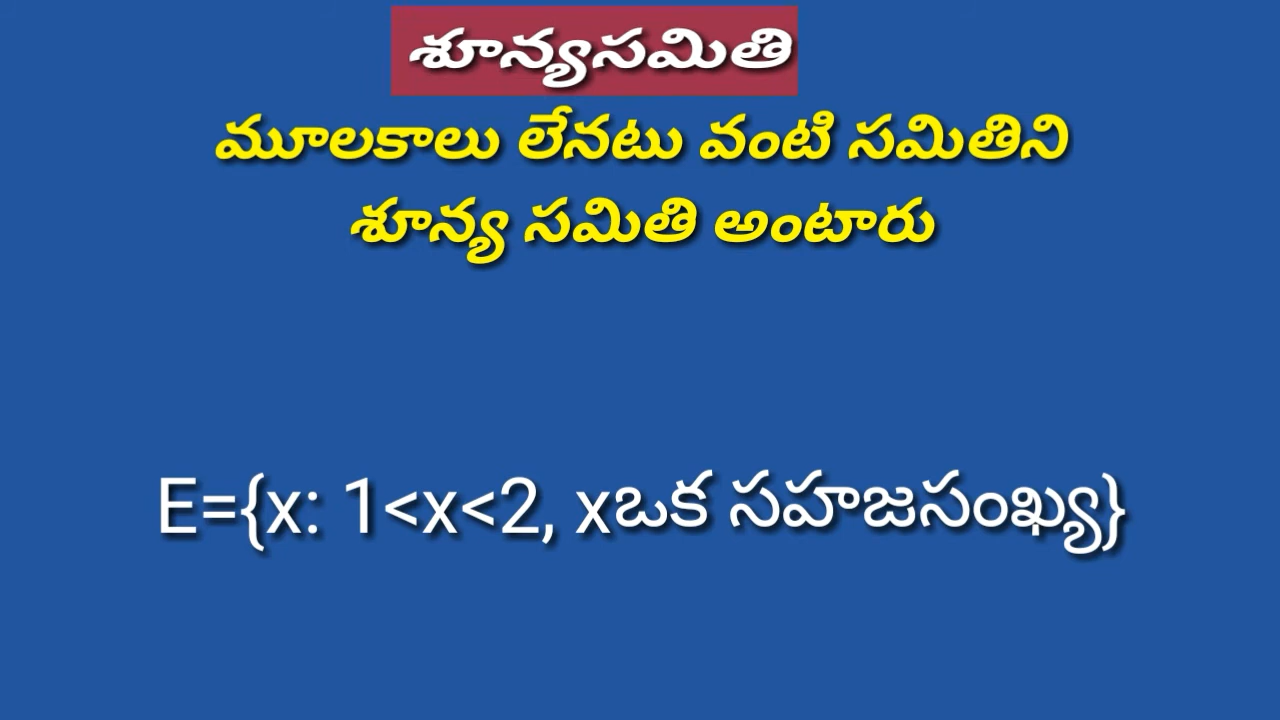 శూన్యసమితి
మూలకాలు లేనటు వంటి సమితిని
శూన్య సమితి అంటారు
E={x: 1<x<2, xఒక సహజసంఖ్య}